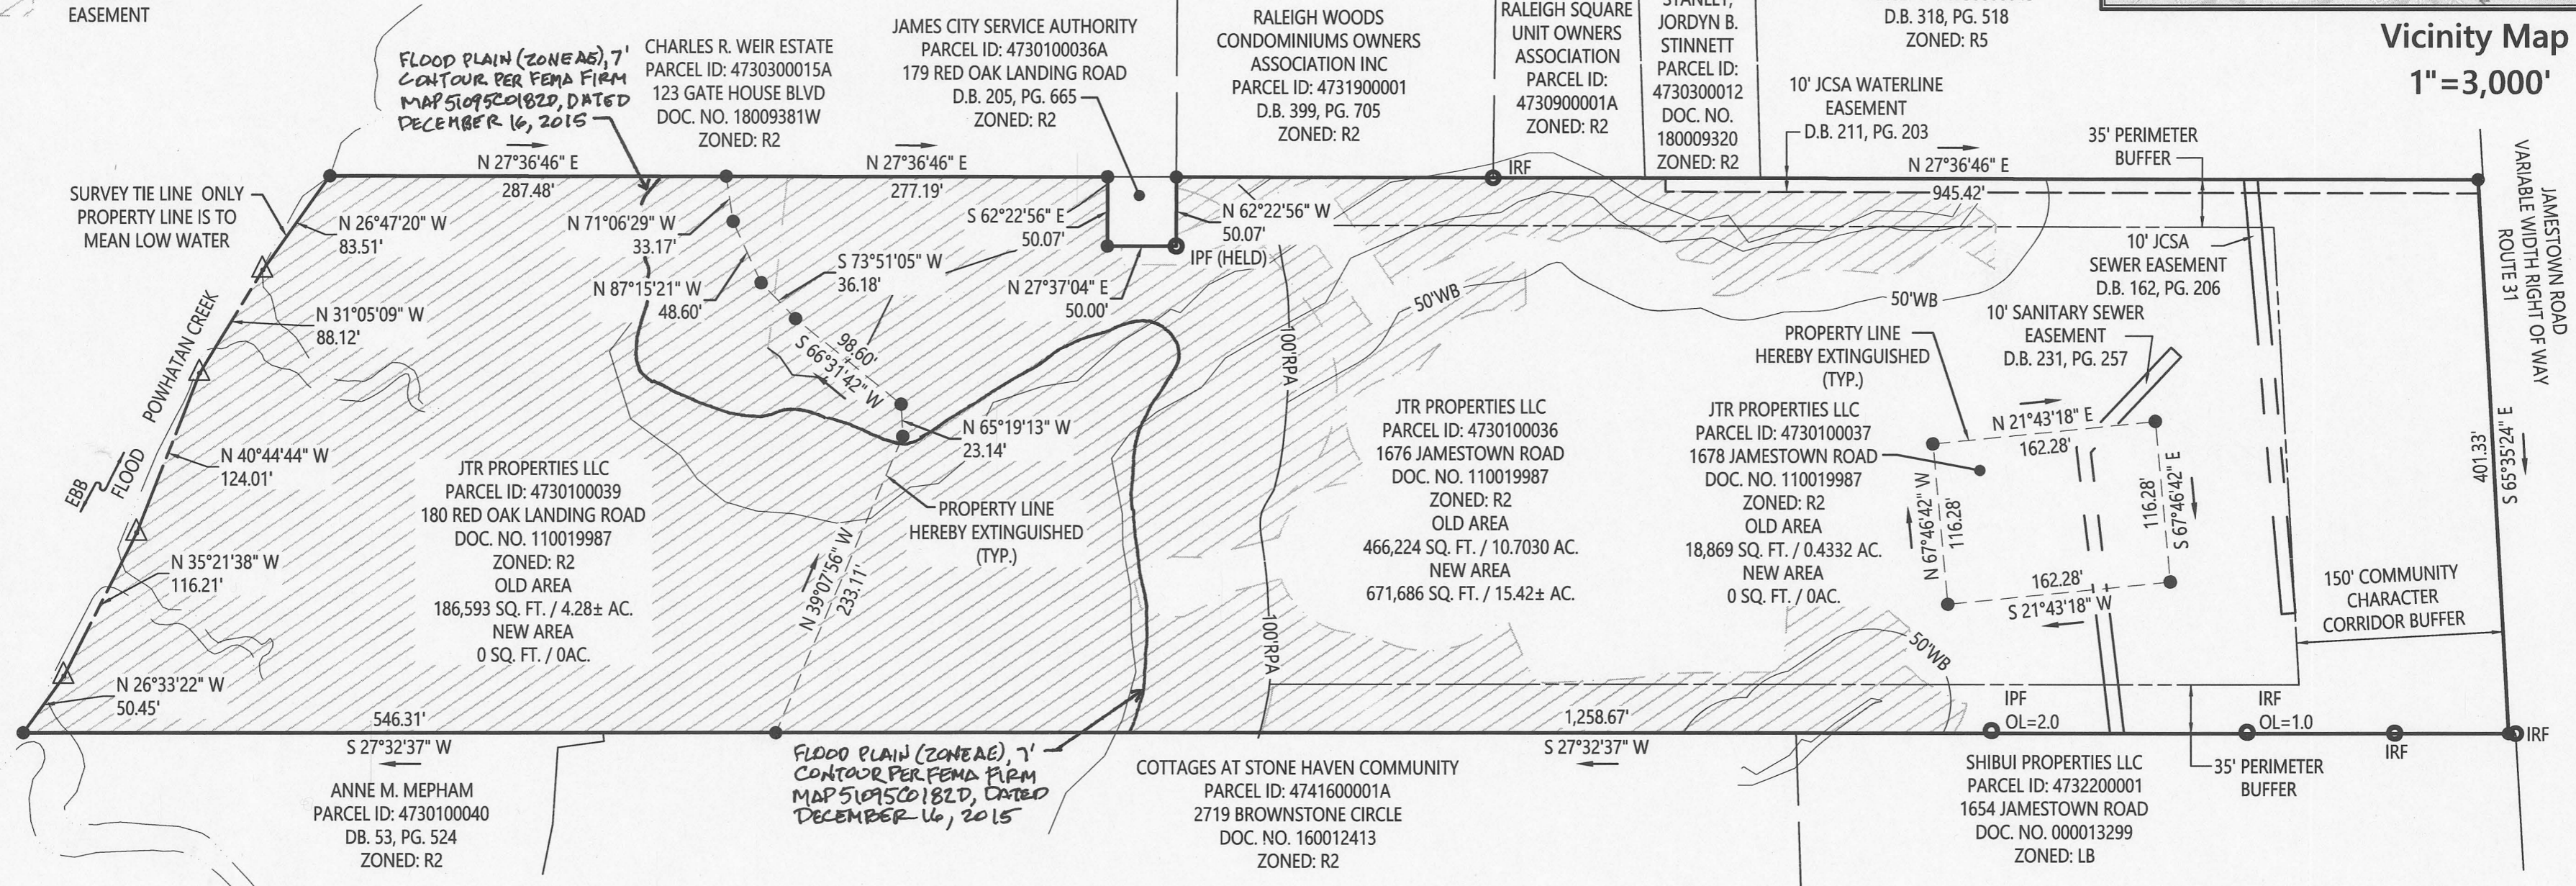 EASEMENT
FLOOD PLAIN (ZONE AE), 7'
CONTOUR PER FEMA FIRM
MAP 51095C0182D, DATED
DECEMBER 16, 2015
CHARLES R. WEIR ESTATE
PARCEL ID: 4730300015A
123 GATE HOUSE BLVD
DOC. NO. 18009381W
ZONED: R2
JAMES CITY SERVICE AUTHORITY
PARCEL ID: 4730100036A
179 RED OAK LANDING ROAD
D.B. 205, PG. 665
ZONED: R2
RALEIGH WOODS
CONDOMINIUMS OWNERS
ASSOCIATION INC
PARCEL ID: 4731900001
D.B. 399, PG. 705
ZONED: R2
RALEIGH SQUARE
UNIT OWNERS
ASSOCIATION
PARCEL ID:
4730900001A
ZONED: R2
STANLEY,
JORDYN B.
STINNETT
PARCEL ID:
4730300012
DOC. NO.
180009320
ZONED: R2
D.B. 318, PG. 518
ZONED: R5
10' JCSA WATERLINE
EASEMENT
D.B. 211, PG. 203
35' PERIMETER
BUFFER
Vicinity Map
1"=3,000'
N 27°36'46" E
287.48'
N 27°36'46" E
277.19'
IRF
N 27°36'46" E
945.42'
SURVEY TIE LINE ONLY
PROPERTY LINE IS TO
MEAN LOW WATER
N 26°47'20" W
83.51'
N 71°06'29" W
33.17'
S 62°22'56" E
50.07'
N 62°22'56" W
50.07'
IPF (HELD)
N 27°37'04" E
50.00'
S 73°51'05" W
36.18'
N 87°15'21" W
48.60'
98.60'
S 66°31'42" W
N 65°19'13" W
23.14'
N 31°05'09" W
88.12'
POWHATAN CREEK
EBB
FLOOD
N 40°44'44" W
124.01'
N 35°21'38" W
116.21'
N 26°33'22" W
50.45'
JTR PROPERTIES LLC
PARCEL ID: 4730100039
180 RED OAK LANDING ROAD
DOC. NO. 110019987
ZONED: R2
OLD AREA
186,593 SQ. FT. / 4.28± AC.
NEW AREA
0 SQ. FT. / 0AC.
PROPERTY LINE
HEREBY EXTINGUISHED
(TYP.)
N 39°07'56" W
233.11'
100'RPA
100'RPA
50'WB
50'WB
50'WB
JTR PROPERTIES LLC
PARCEL ID: 4730100036
1676 JAMESTOWN ROAD
DOC. NO. 110019987
ZONED: R2
OLD AREA
466,224 SQ. FT. / 10.7030 AC.
NEW AREA
671,686 SQ. FT. / 15.42± AC.
JTR PROPERTIES LLC
PARCEL ID: 4730100037
1678 JAMESTOWN ROAD
DOC. NO. 110019987
ZONED: R2
OLD AREA
18,869 SQ. FT. / 0.4332 AC.
NEW AREA
0 SQ. FT. / 0AC.
PROPERTY LINE
HEREBY EXTINGUISHED
(TYP.)
10' JCSA
SEWER EASEMENT
D.B. 162, PG. 206
10' SANITARY SEWER
EASEMENT
D.B. 231, PG. 257
N 21°43'18" E
162.28'
N 67°46'42" W
116.28'
116.28'
S 67°46'42" E
162.28'
S 21°43'18" W
JAMESTOWN ROAD
VARIABLE WIDTH RIGHT OF WAY
ROUTE 31
401.33'
S 65°35'24" E
150' COMMUNITY
CHARACTER
CORRIDOR BUFFER
546.31'
S 27°32'37" W
1,258.67'
S 27°32'37" W
IPF
OL=2.0
IRF
OL=1.0
IRF
IRF
35' PERIMETER
BUFFER
ANNE M. MEPHAM
PARCEL ID: 4730100040
DB. 53, PG. 524
ZONED: R2
FLOOD PLAIN (ZONE AE), 7'
CONTOUR PER FEMA FIRM
MAP 51095C0182D, DATED
DECEMBER 16, 2015
COTTAGES AT STONE HAVEN COMMUNITY
PARCEL ID: 4741600001A
2719 BROWNSTONE CIRCLE
DOC. NO. 160012413
ZONED: R2
SHIBUI PROPERTIES LLC
PARCEL ID: 4732200001
1654 JAMESTOWN ROAD
DOC. NO. 000013299
ZONED: LB